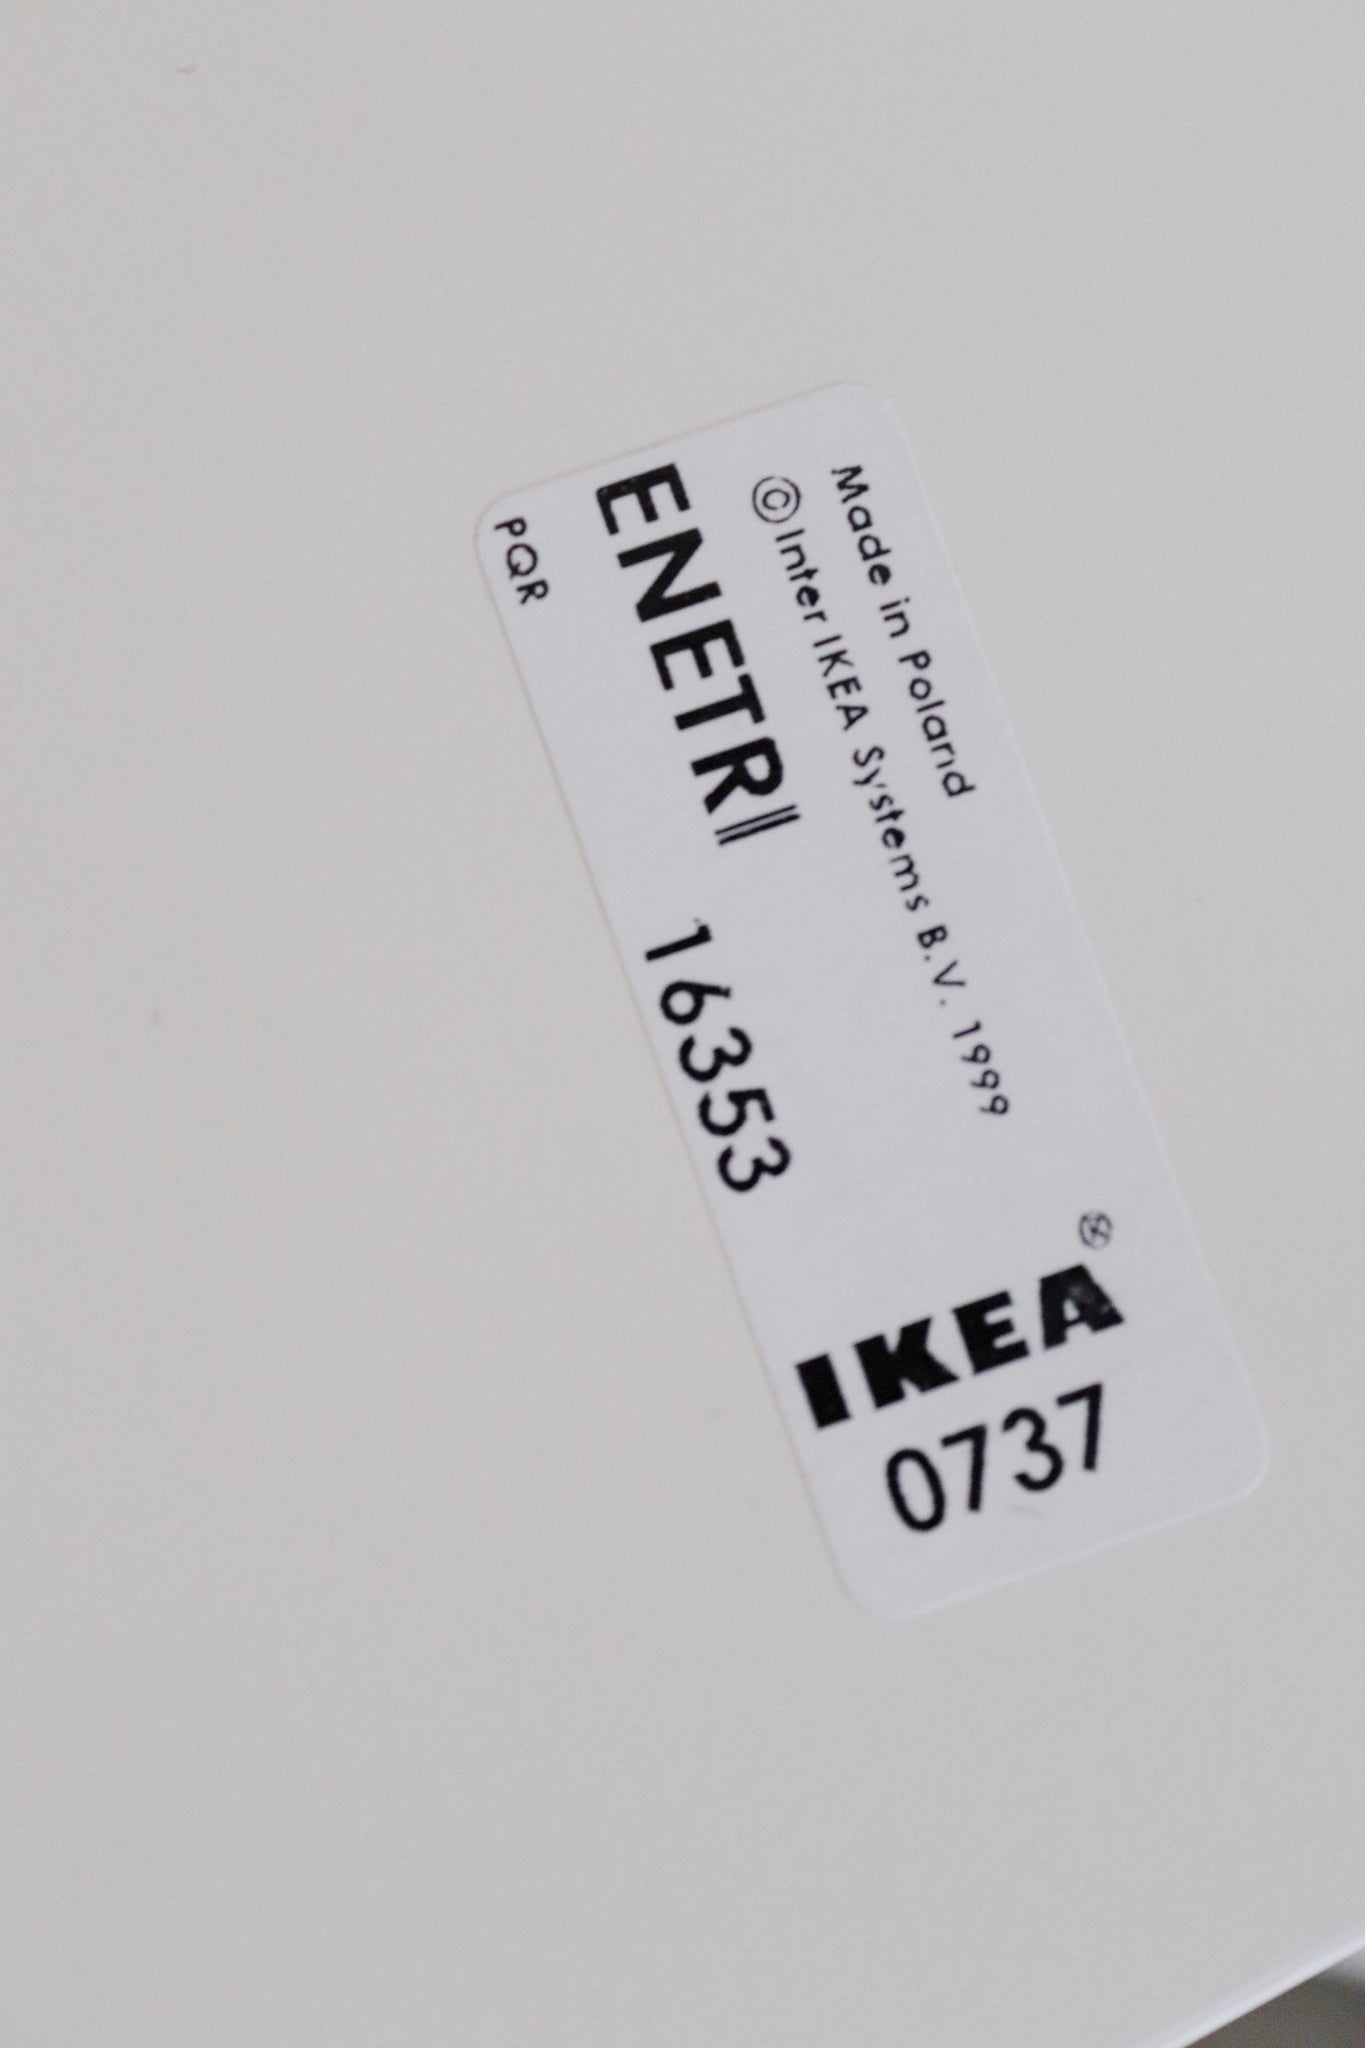 Made in Poland
© Inter IKEA Systems B.V. 1999
ENETRI 16353
PQR
IKEA®
0737